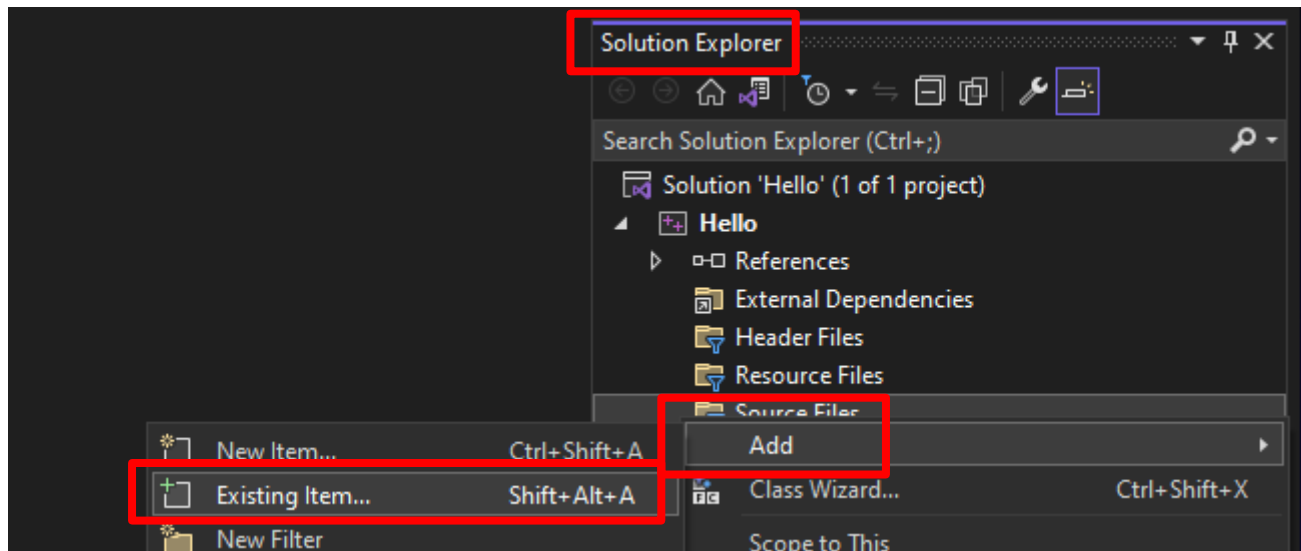 Solution Explorer
Search Solution Explorer (Ctrl+;)
Solution 'Hello' (1 of 1 project)
Hello
References
External Dependencies
Header Files
Resource Files
Source Files
New Item... Ctrl+Shift+A Add
Existing Item... Shift+Alt+A Class Wizard... Ctrl+Shift+X
New Filter Scope to This